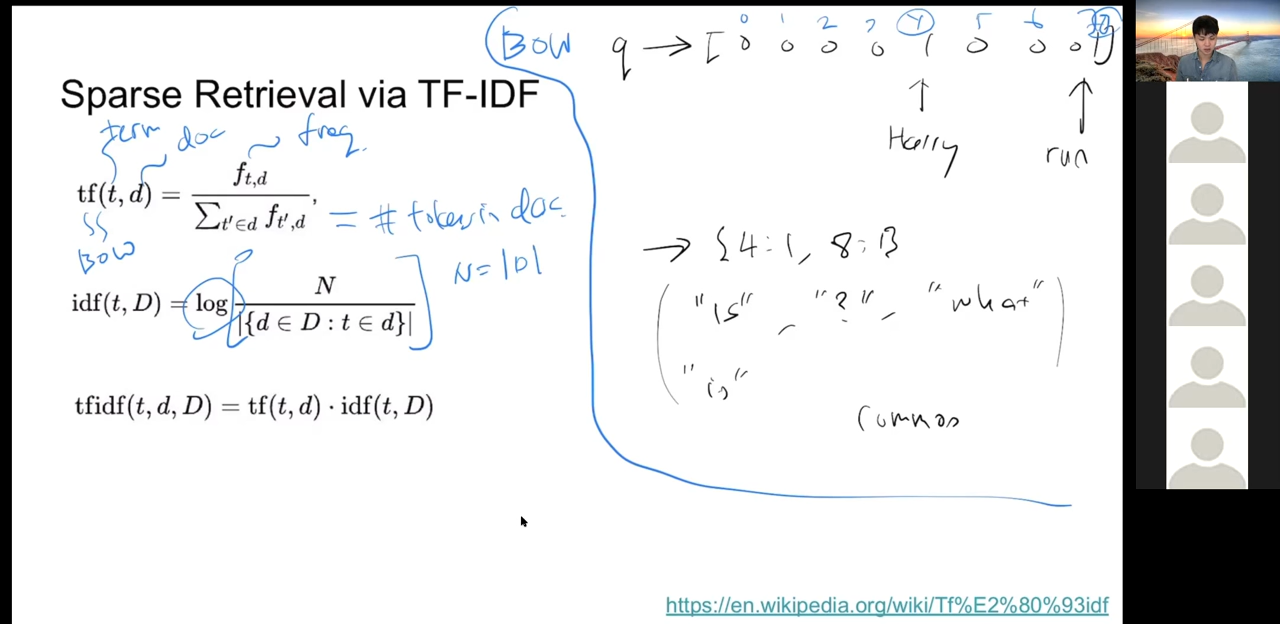 BOW q → [ 0 0 0 0 1 0 0 0 ]
0 1 2 3 4 5 6
Harry run
Sparse Retrieval via TF-IDF
term doc freq.
tf(t, d) = f_{t,d} / ∑_{t'∈d} f_{t',d} , = # tokens in doc.
BOW
→ {4:1, 8:1}
N = |D|
idf(t, D) = log N / |{d ∈ D : t ∈ d}|
( "is" , "?" , "what" )
"is"
tfidf(t, d, D) = tf(t, d) · idf(t, D)
common
https://en.wikipedia.org/wiki/Tf%E2%80%93idf